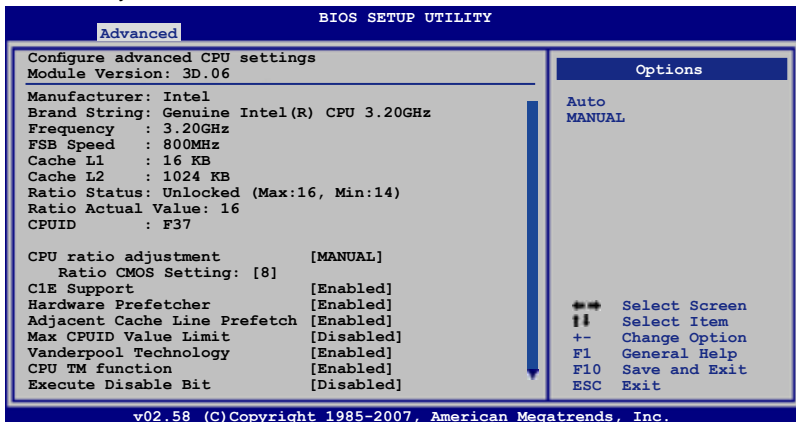 BIOS SETUP UTILITY
Advanced
Configure advanced CPU settings
Module Version: 3D.06
Manufacturer: Intel
Brand String: Genuine Intel(R) CPU 3.20GHz
Frequency : 3.20GHz
FSB Speed : 800MHz
Cache L1 : 16 KB
Cache L2 : 1024 KB
Ratio Status: Unlocked (Max:16, Min:14)
Ratio Actual Value: 16
CPUID : F37
CPU ratio adjustment [MANUAL]
Ratio CMOS Setting: [8]
C1E Support [Enabled]
Hardware Prefetcher [Enabled]
Adjacent Cache Line Prefetch [Enabled]
Max CPUID Value Limit [Disabled]
Vanderpool Technology [Enabled]
CPU TM function [Enabled]
Execute Disable Bit [Disabled]
Options
Auto
MANUAL
Select Screen
Select Item
+- Change Option
F1 General Help
F10 Save and Exit
ESC Exit
v02.58 (C)Copyright 1985-2007, American Megatrends, Inc.